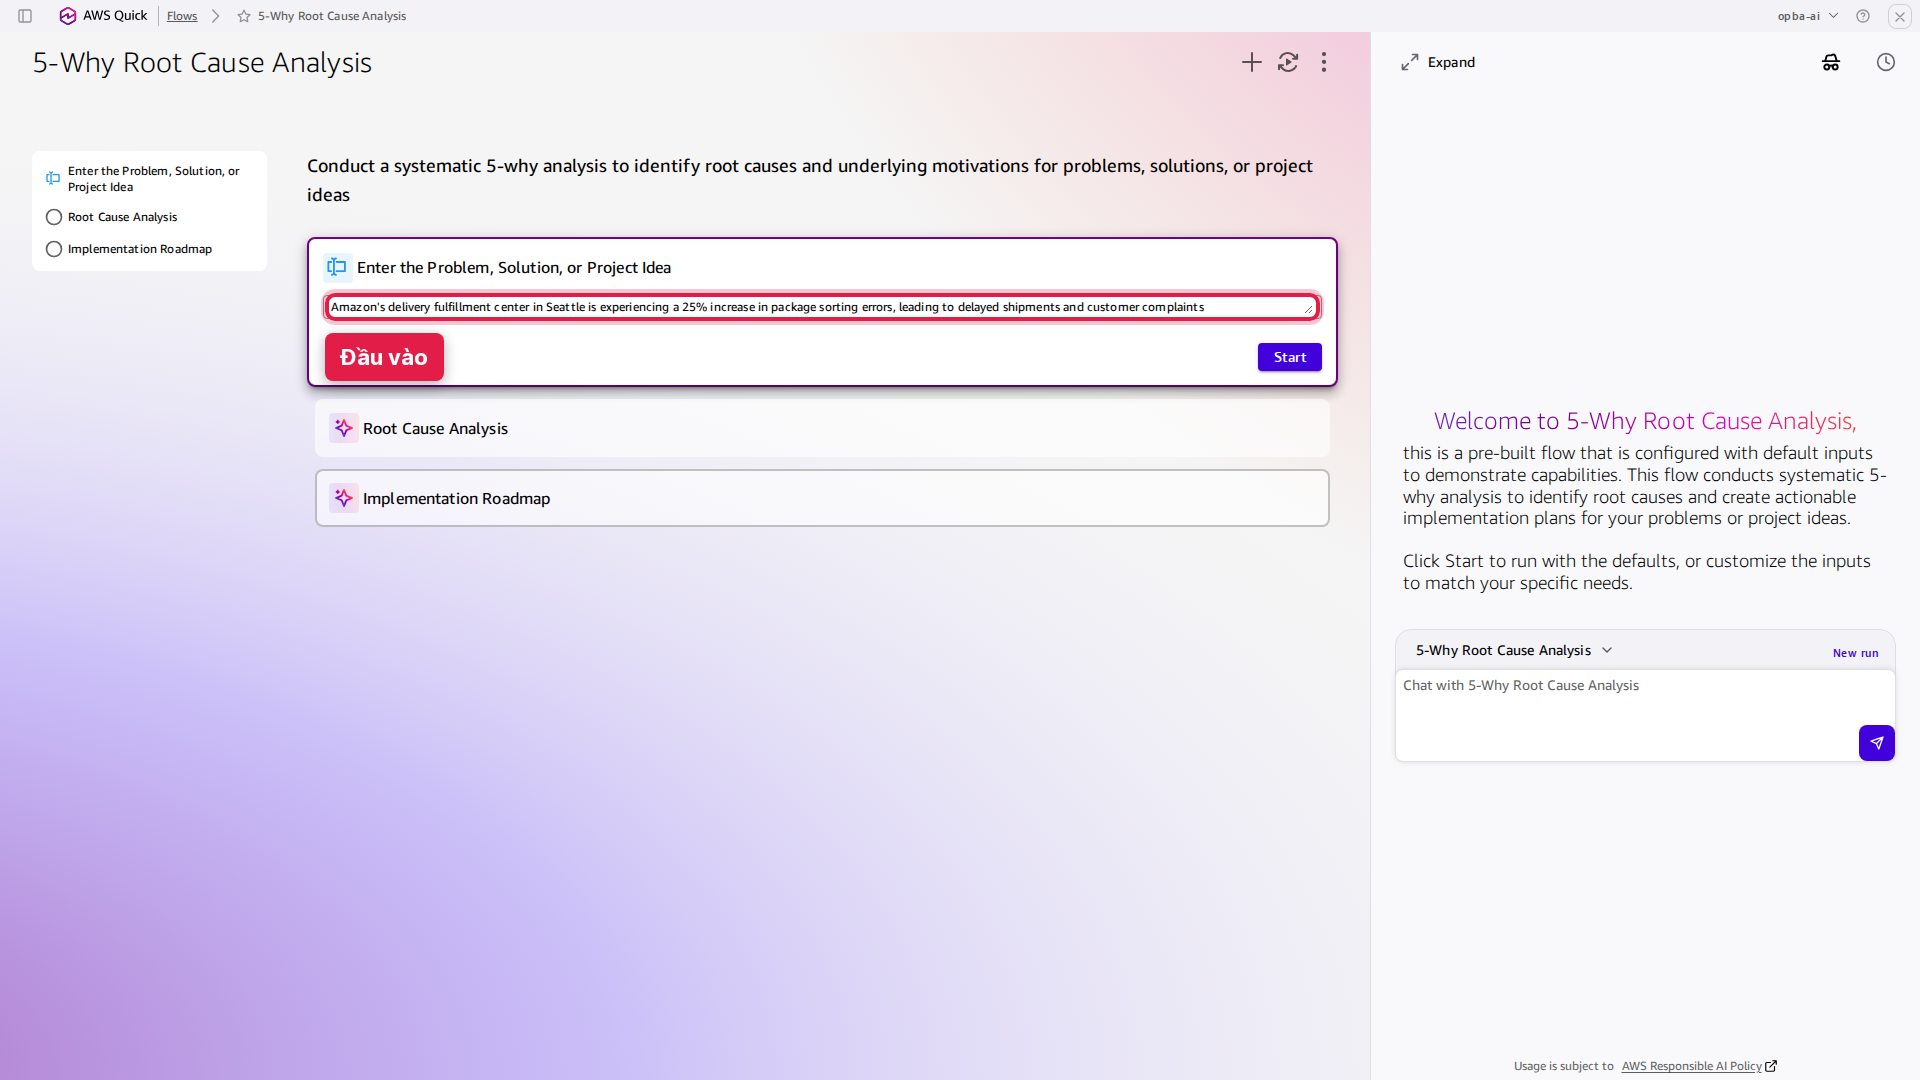 AWS Quick
Flows
5-Why Root Cause Analysis
opba-ai
5-Why Root Cause Analysis
Expand
Enter the Problem, Solution, or
Project Idea
Root Cause Analysis
Implementation Roadmap
Conduct a systematic 5-why analysis to identify root causes and underlying motivations for problems, solutions, or project
ideas
Enter the Problem, Solution, or Project Idea
Amazon's delivery fulfillment center in Seattle is experiencing a 25% increase in package sorting errors, leading to delayed shipments and customer complaints
Đầu vào
Start
Root Cause Analysis
Implementation Roadmap
Welcome to 5-Why Root Cause Analysis,
this is a pre-built flow that is configured with default inputs
to demonstrate capabilities. This flow conducts systematic 5-
why analysis to identify root causes and create actionable
implementation plans for your problems or project ideas.
Click Start to run with the defaults, or customize the inputs
to match your specific needs.
5-Why Root Cause Analysis
New run
Chat with 5-Why Root Cause Analysis
Usage is subject to AWS Responsible AI Policy